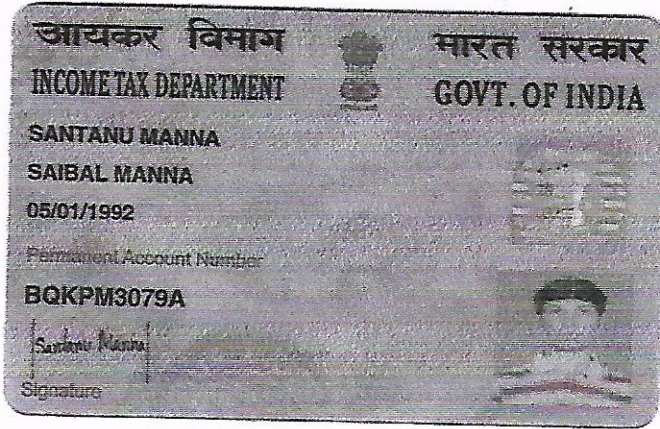 आयकर विभाग
INCOME TAX DEPARTMENT
भारत सरकार
GOVT. OF INDIA
SANTANU MANNA
SAIBAL MANNA
05/01/1992
Permanent Account Number
BQKPM3079A
Santanu Manna
Signature